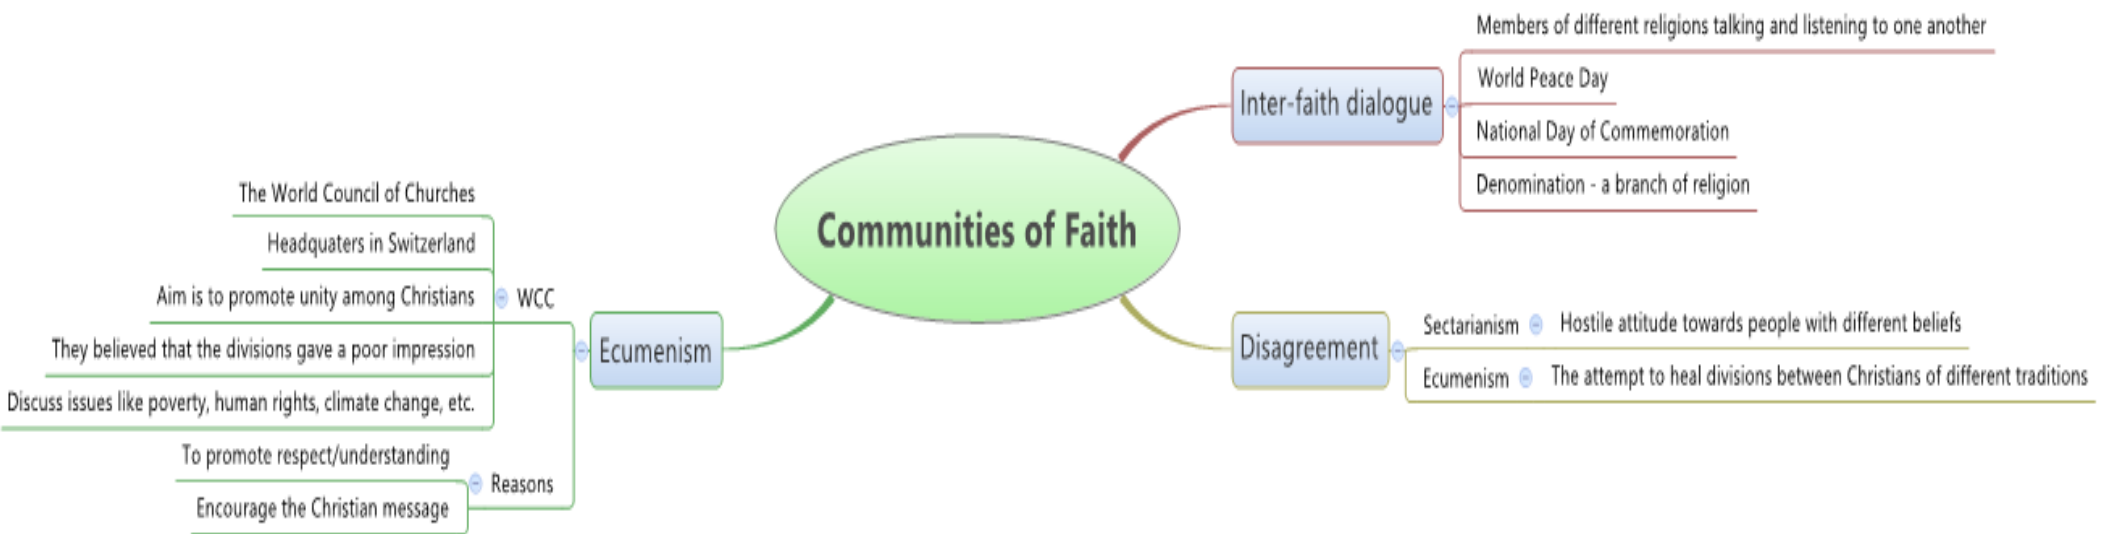 Communities of Faith
Inter-faith dialogue
Members of different religions talking and listening to one another
World Peace Day
National Day of Commemoration
Denomination - a branch of religion
Disagreement
Sectarianism
Hostile attitude towards people with different beliefs
Ecumenism
The attempt to heal divisions between Christians of different traditions
Ecumenism
WCC
The World Council of Churches
Headquaters in Switzerland
Aim is to promote unity among Christians
They believed that the divisions gave a poor impression
Discuss issues like poverty, human rights, climate change, etc.
Reasons
To promote respect/understanding
Encourage the Christian message